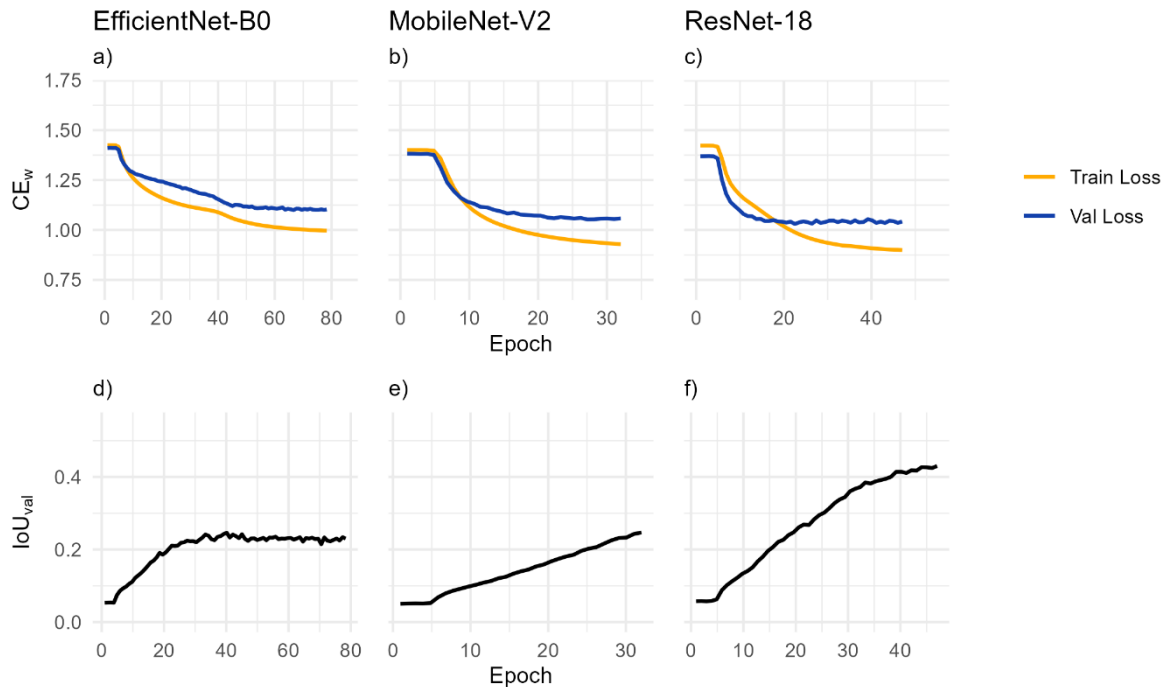 EfficientNet-B0 MobileNet-V2 ResNet-18
a) b) c)
1.75
1.50
1.25
1.00
0.75
CE_w
Train Loss
Val Loss
0 20 40 60 80 0 10 20 30 0 20 40
Epoch
d) e) f)
0.4
0.2
0.0
IoU_val
0 20 40 60 80 0 10 20 30 0 10 20 30 40
Epoch